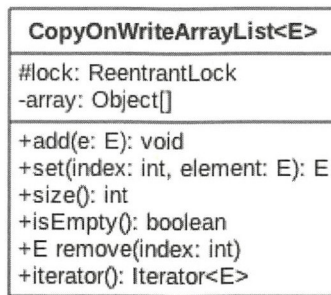 CopyOnWriteArrayList<E>
#lock: ReentrantLock
-array: Object[]
+add(e: E): void
+set(index: int, element: E): E
+size(): int
+isEmpty(): boolean
+E remove(index: int)
+iterator(): Iterator<E>